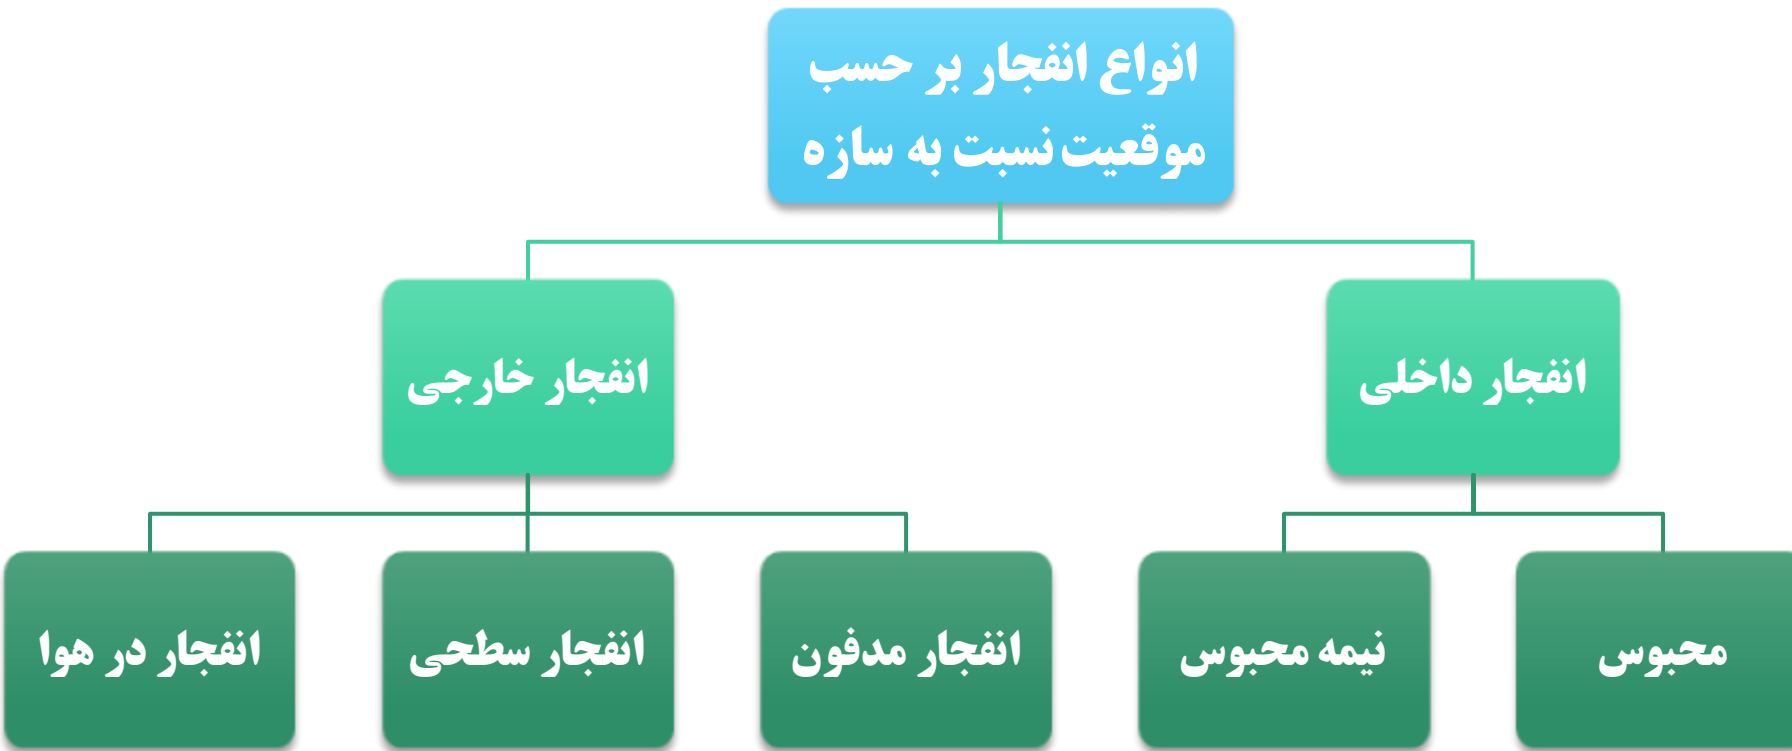 انواع انفجار بر حسب
موقعیت نسبت به سازه
انفجار داخلی
انفجار خارجی
محبوس
نیمه محبوس
انفجار مدفون
انفجار سطحی
انفجار در هوا